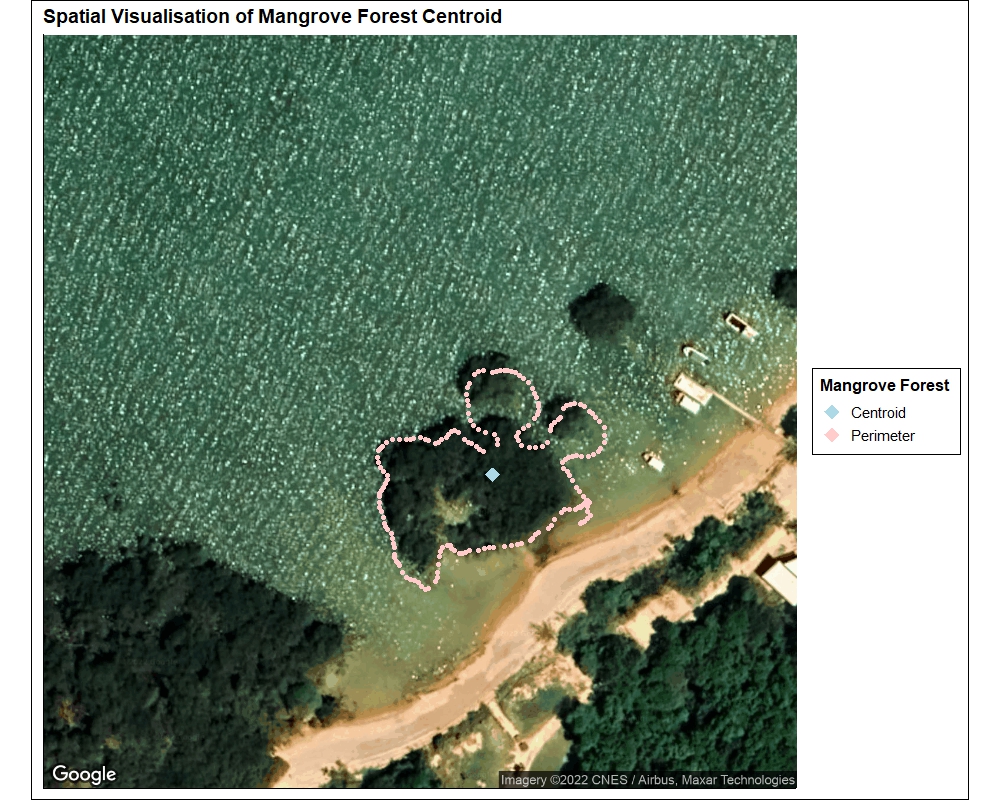 Spatial Visualisation of Mangrove Forest Centroid
Mangrove Forest
Centroid
Perimeter
Google
Imagery ©2022 CNES / Airbus, Maxar Technologies